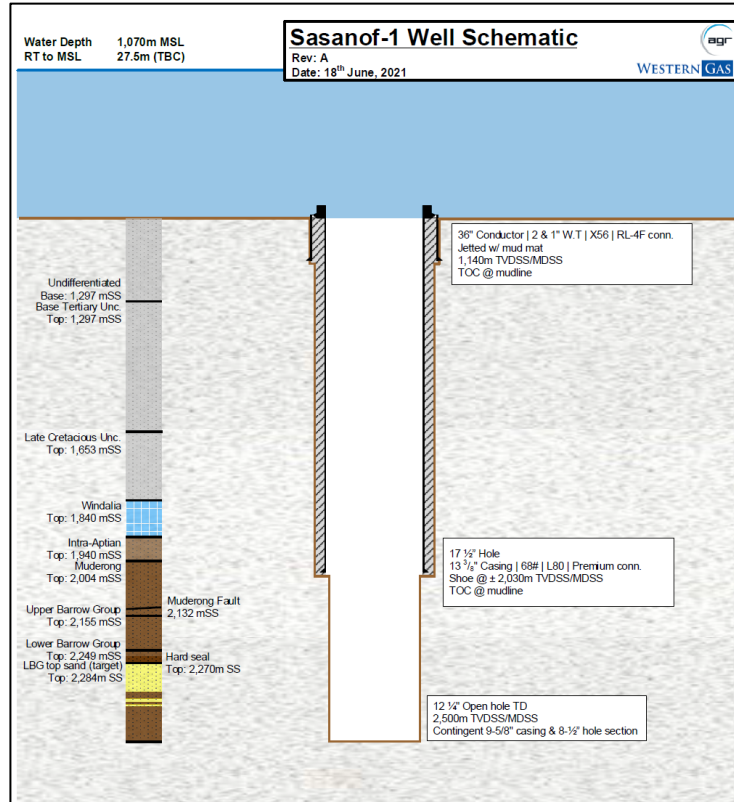 Water Depth 1,070m MSL
RT to MSL 27.5m (TBC)
Sasanof-1 Well Schematic
Rev: A
Date: 18th June, 2021
agr
WESTERN GAS
36" Conductor | 2 & 1" W.T | X56 | RL-4F conn.
Jetted w/ mud mat
1,140m TVDSS/MDSS
TOC @ mudline
Undifferentiated
Base: 1,297 mSS
Base Tertiary Unc.
Top: 1,297 mSS
Late Cretacious Unc.
Top: 1,653 mSS
Windalia
Top: 1,840 mSS
Intra-Aptian
Top: 1,940 mSS
Muderong
Top: 2,004 mSS
Muderong Fault
2,132 mSS
Upper Barrow Group
Top: 2,155 mSS
Lower Barrow Group
Top: 2,249 mSS
Hard seal
Top: 2,270m SS
LBG top sand (target)
Top: 2,284m SS
17 ½" Hole
13 3/8" Casing | 68# | L80 | Premium conn.
Shoe @ ± 2,030m TVDSS/MDSS
TOC @ mudline
12 ¼" Open hole TD
2,500m TVDSS/MDSS
Contingent 9-5/8" casing & 8-½" hole section